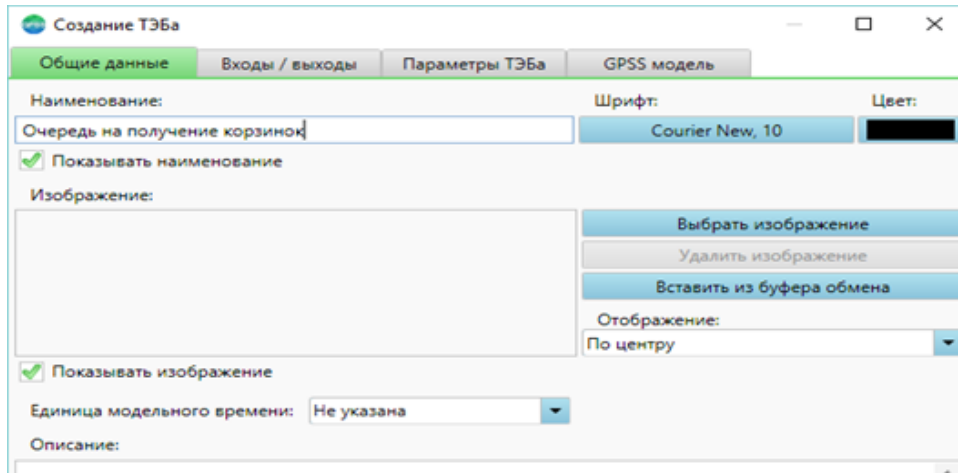 Создание ТЭБа
Общие данные Входы / выходы Параметры ТЭБа GPSS модель
Наименование: Шрифт: Цвет:
Очередь на получение корзинок Courier New, 10
Показывать наименование
Изображение:
Выбрать изображение
Удалить изображение
Вставить из буфера обмена
Отображение:
По центру
Показывать изображение
Единица модельного времени: Не указана
Описание: